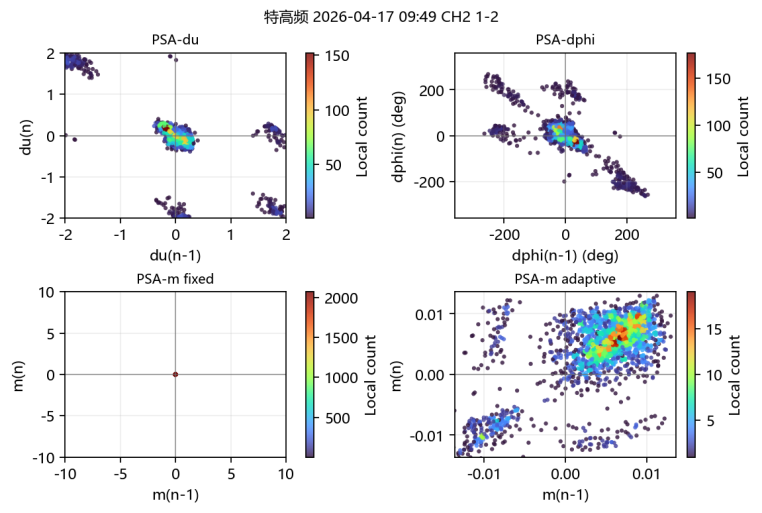 特高频 2026-04-17 09:49 CH2 1-2
PSA-du
du(n)
2
1
0
-1
-2
-2 -1 0 1 2
du(n-1)
150
100
50
Local count
PSA-dphi
dphi(n) (deg)
200
0
-200
-200 0 200
dphi(n-1) (deg)
150
100
50
Local count
PSA-m fixed
m(n)
10
5
0
-5
-10
-10 -5 0 5 10
m(n-1)
2000
1500
1000
500
Local count
PSA-m adaptive
m(n)
0.01
0.00
-0.01
-0.01 0.00 0.01
m(n-1)
15
10
5
Local count